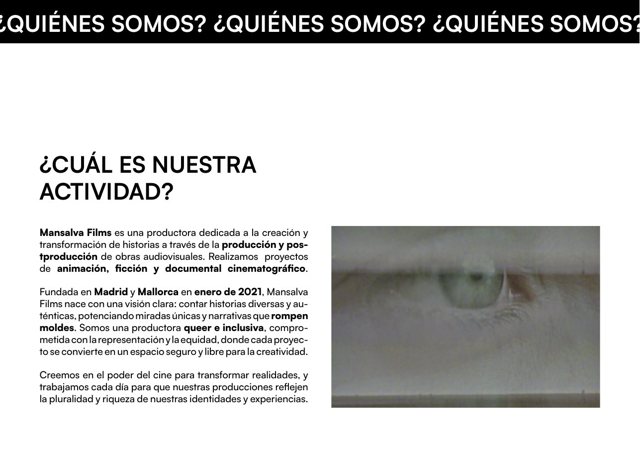 ¿QUIÉNES SOMOS? ¿QUIÉNES SOMOS? ¿QUIÉNES SOMOS?
¿CUÁL ES NUESTRA
ACTIVIDAD?
Mansalva Films es una productora dedicada a la creación y
transformación de historias a través de la producción y pos-
tproducción de obras audiovisuales. Realizamos proyectos
de animación, ficción y documental cinematográfico.
Fundada en Madrid y Mallorca en enero de 2021, Mansalva
Films nace con una visión clara: contar historias diversas y au-
ténticas, potenciando miradas únicas y narrativas que rompen
moldes. Somos una productora queer e inclusiva, compro-
metida con la representación y la equidad, donde cada proyec-
to se convierte en un espacio seguro y libre para la creatividad.
Creemos en el poder del cine para transformar realidades, y
trabajamos cada día para que nuestras producciones reflejen
la pluralidad y riqueza de nuestras identidades y experiencias.